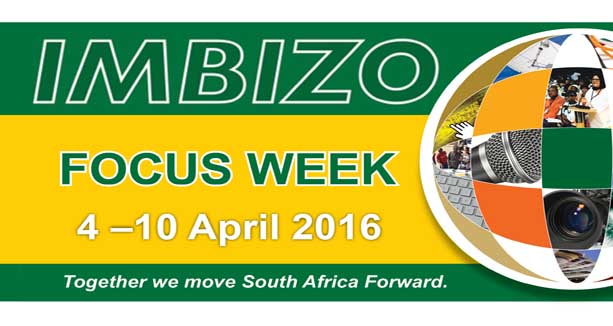 IMBIZO
FOCUS WEEK
4 –10 April 2016
Together we move South Africa Forward.